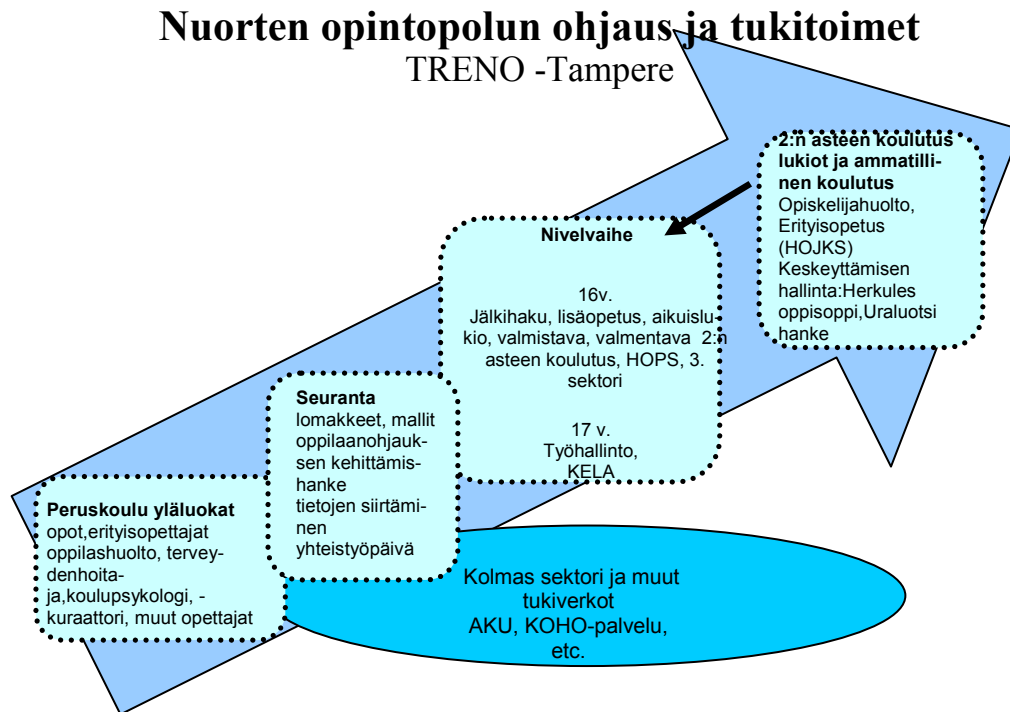 Nuorten opintopolun ohjaus ja tukitoimet
TRENO -Tampere
2:n asteen koulutus
lukiot ja ammatilli-
nen koulutus
Opiskelijahuolto,
Erityisopetus
(HOJKS)
Keskeyttämisen
hallinta:Herkules
oppisoppi,Uraluotsi
hanke
Nivelvaihe
16v.
Jälkihaku, lisäopetus, aikuislu-
kio, valmistava, valmentava 2:n
asteen koulutus, HOPS, 3.
sektori
17 v.
Työhallinto,
KELA
Seuranta
lomakkeet, mallit
oppilaanohjauk-
sen kehittämis-
hanke
tietojen siirtämi-
nen
yhteistyöpäivä
Peruskoulu yläluokat
opot,erityisopettajat
oppilashuolto, tervey-
denhoita-
ja,koulupsykologi, -
kuraattori, muut opettajat
Kolmas sektori ja muut
tukiverkot
AKU, KOHO-palvelu,
etc.